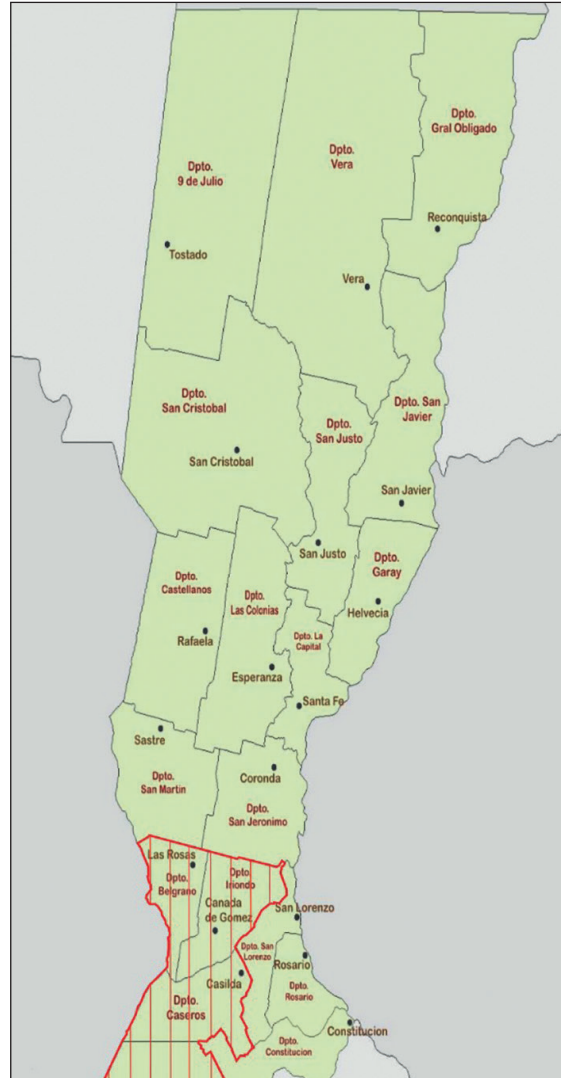 Dpto.
Gral Obligado
Dpto.
Vera
Dpto.
9 de Julio
Reconquista
Tostado
Vera
Dpto.
San Cristobal
Dpto. San
Javier
Dpto.
San Justo
San Cristobal
San Javier
San Justo
Dpto.
Garay
Dpto.
Castellanos
Dpto.
Las Colonias
Helvecia
Rafaela
Dpto. La
Capital
Esperanza
Santa Fe
Sastre
Coronda
Dpto.
San Martin
Dpto.
San Jeronimo
Las Rosas
Dpto.
Belgrano
Dpto.
Iriondo
Canada
de Gomez
San Lorenzo
Dpto. San
Lorenzo
Rosario
Casilda
Dpto.
Rosario
Dpto.
Caseros
Constitucion
Dpto.
Constitucion